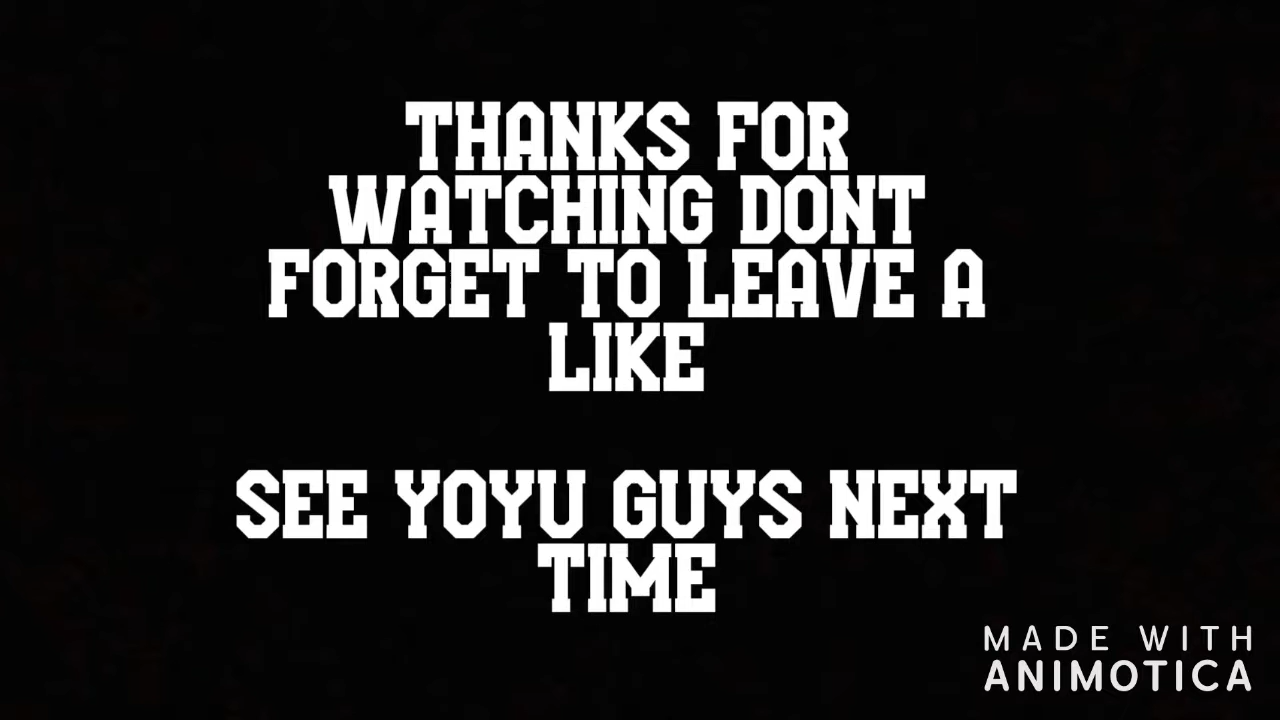 THANKS FOR
WATCHING DONT
FORGET TO LEAVE A
LIKE
SEE YOYU GUYS NEXT
TIME
MADE WITH
ANIMOTICA